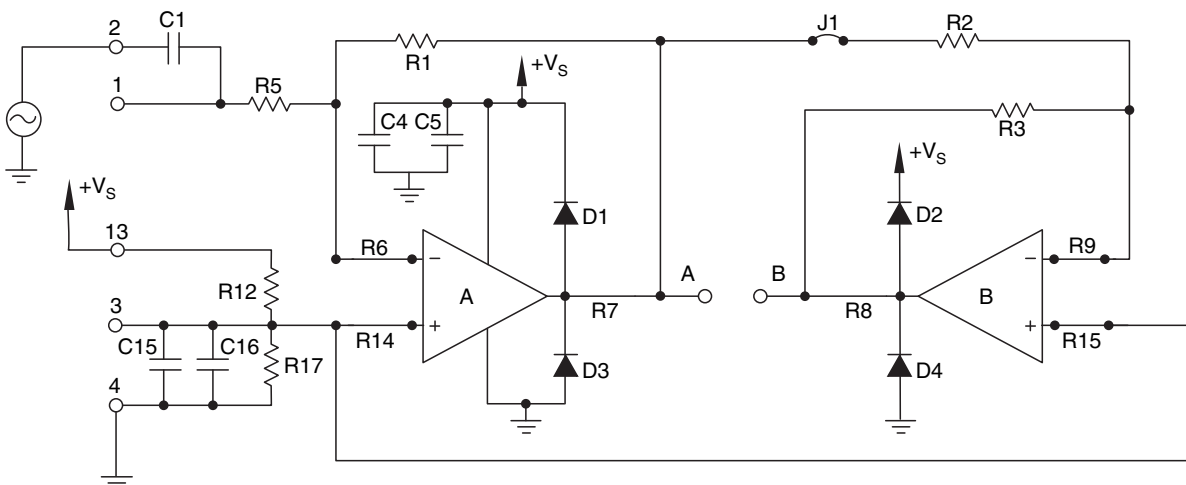 2
C1
J1
R2
R1
+VS
1
R5
R3
C4
C5
+VS
+VS
13
D1
D2
R6
R9
A
B
R12
A
B
3
R7
R8
R14
R15
C15
C16
R17
D3
D4
4